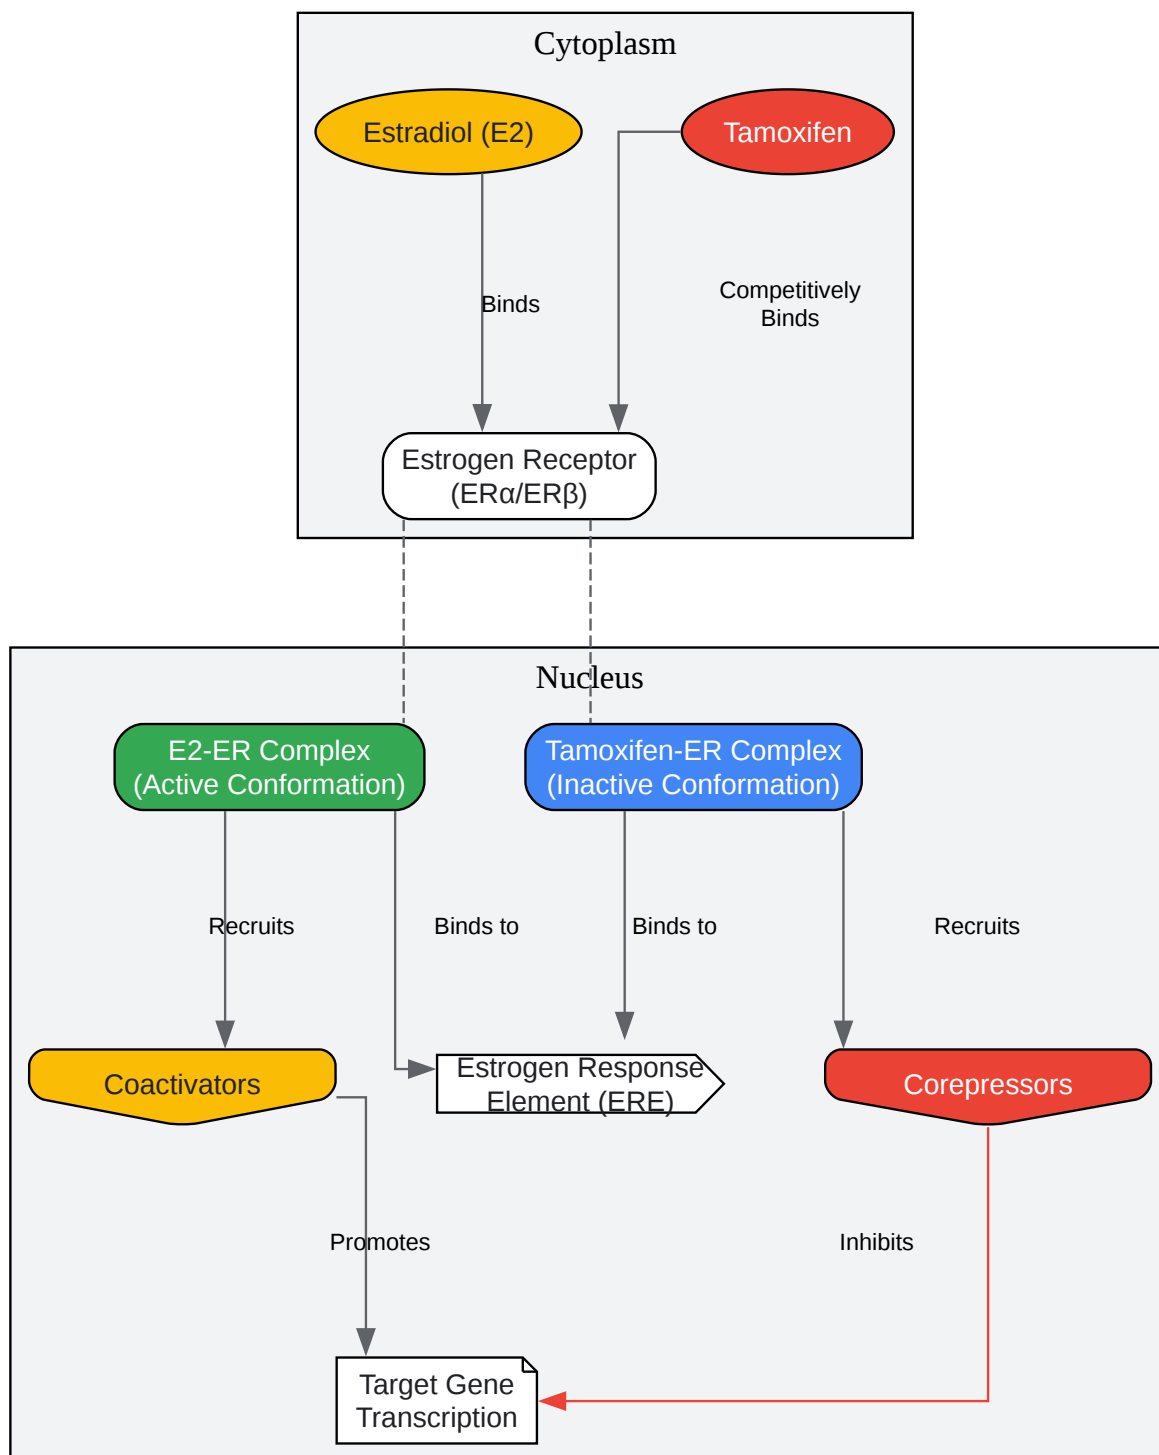 Cytoplasm
Estradiol (E2)
Tamoxifen
Binds
Competitively
Binds
Estrogen Receptor
(ERα/ERβ)
Nucleus
E2-ER Complex
(Active Conformation)
Tamoxifen-ER Complex
(Inactive Conformation)
Recruits
Binds to
Binds to
Recruits
Coactivators
Estrogen Response
Element (ERE)
Corepressors
Promotes
Inhibits
Target Gene
Transcription